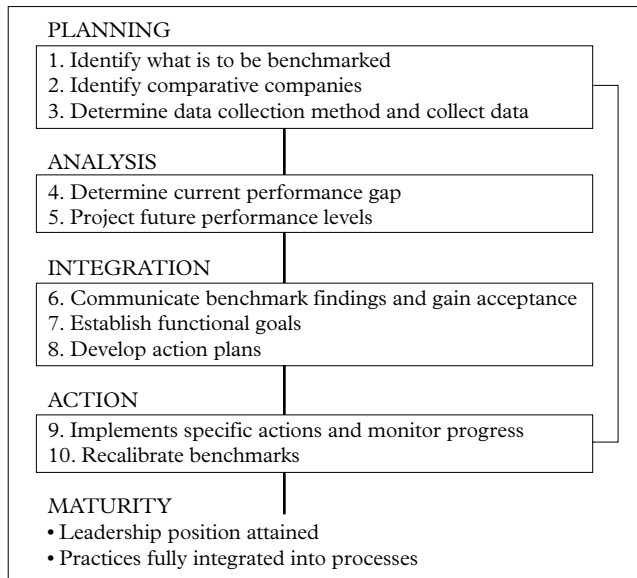 PLANNING
1. Identify what is to be benchmarked
2. Identify comparative companies
3. Determine data collection method and collect data
ANALYSIS
4. Determine current performance gap
5. Project future performance levels
INTEGRATION
6. Communicate benchmark findings and gain acceptance
7. Establish functional goals
8. Develop action plans
ACTION
9. Implements specific actions and monitor progress
10. Recalibrate benchmarks
MATURITY
• Leadership position attained
• Practices fully integrated into processes